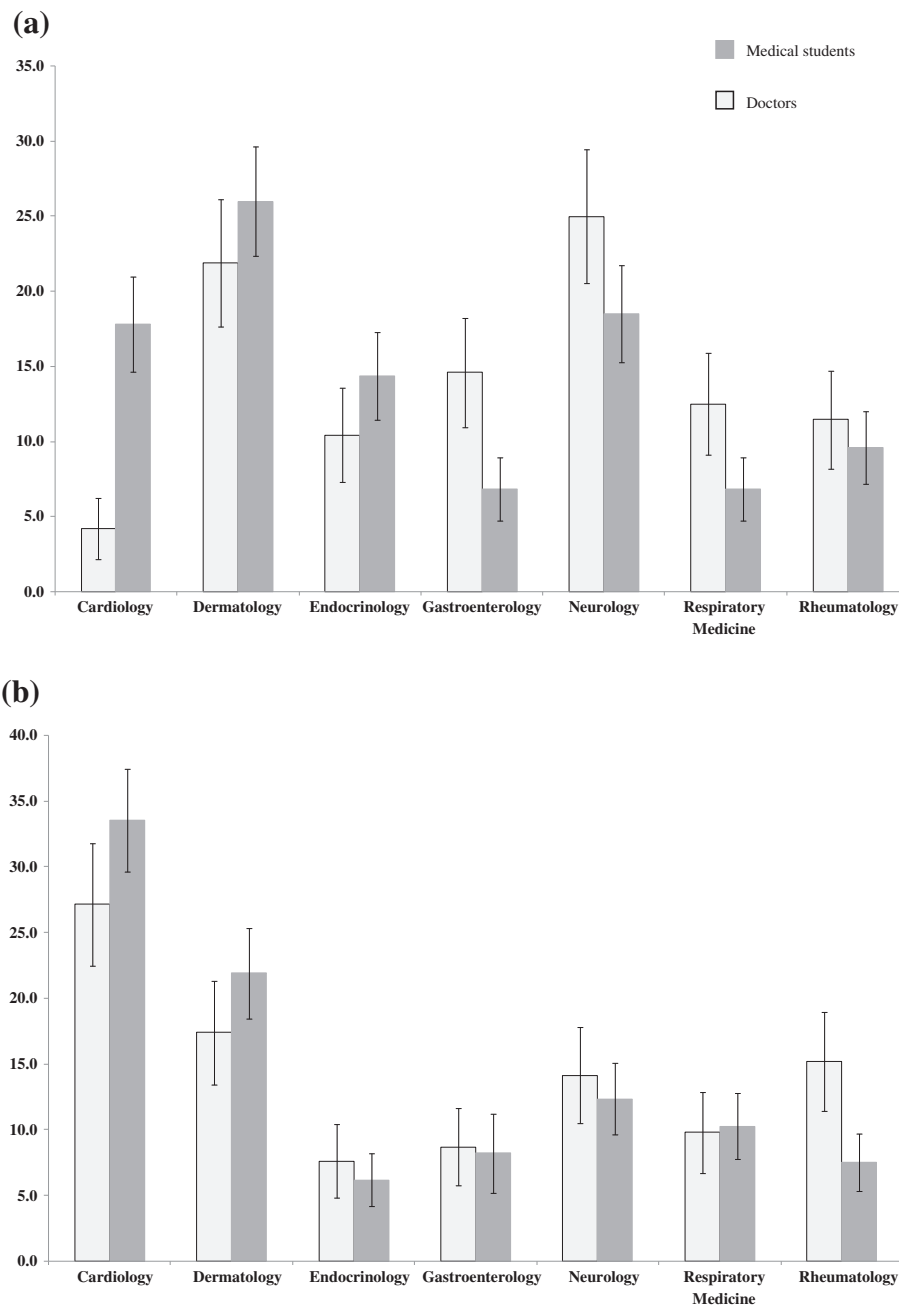 (a)
Medical students
Doctors
35.0
30.0
25.0
20.0
15.0
10.0
5.0
0.0
Cardiology Dermatology Endocrinology Gastroenterology Neurology Respiratory Rheumatology
Medicine
(b)
40.0
35.0
30.0
25.0
20.0
15.0
10.0
5.0
0.0
Cardiology Dermatology Endocrinology Gastroenterology Neurology Respiratory Rheumatology
Medicine